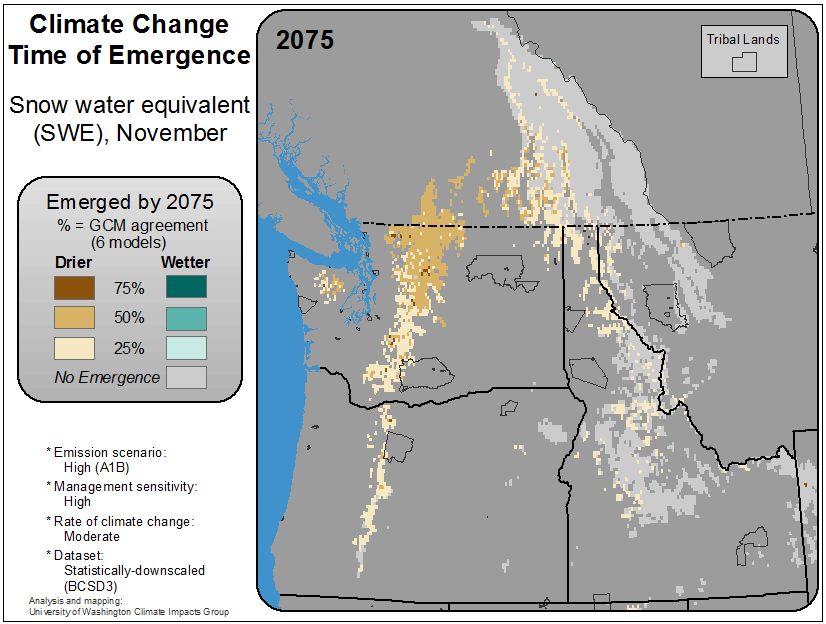 Climate Change
Time of Emergence
Snow water equivalent
(SWE), November
2075
Tribal Lands
Emerged by 2075
% = GCM agreement
(6 models)
Drier Wetter
75%
50%
25%
No Emergence
* Emission scenario:
High (A1B)
* Management sensitivity:
High
* Rate of climate change:
Moderate
* Dataset:
Statistically-downscaled
(BCSD3)
Analysis and mapping:
University of Washington Climate Impacts Group